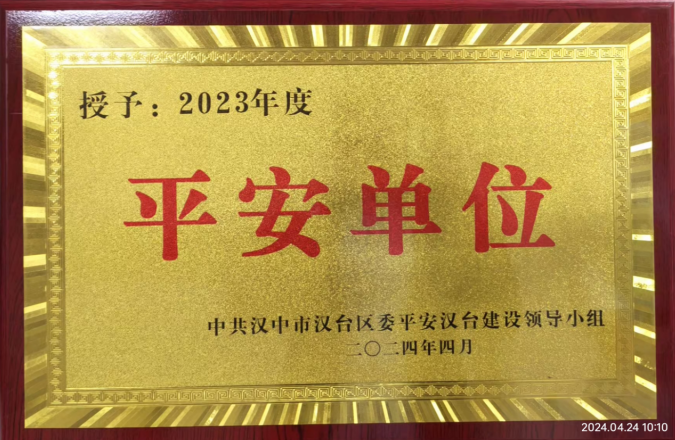 授予：2023年度
平安单位
中共汉中市汉台区委平安汉台建设领导小组
二〇二四年四月
2024.04.24 10:10